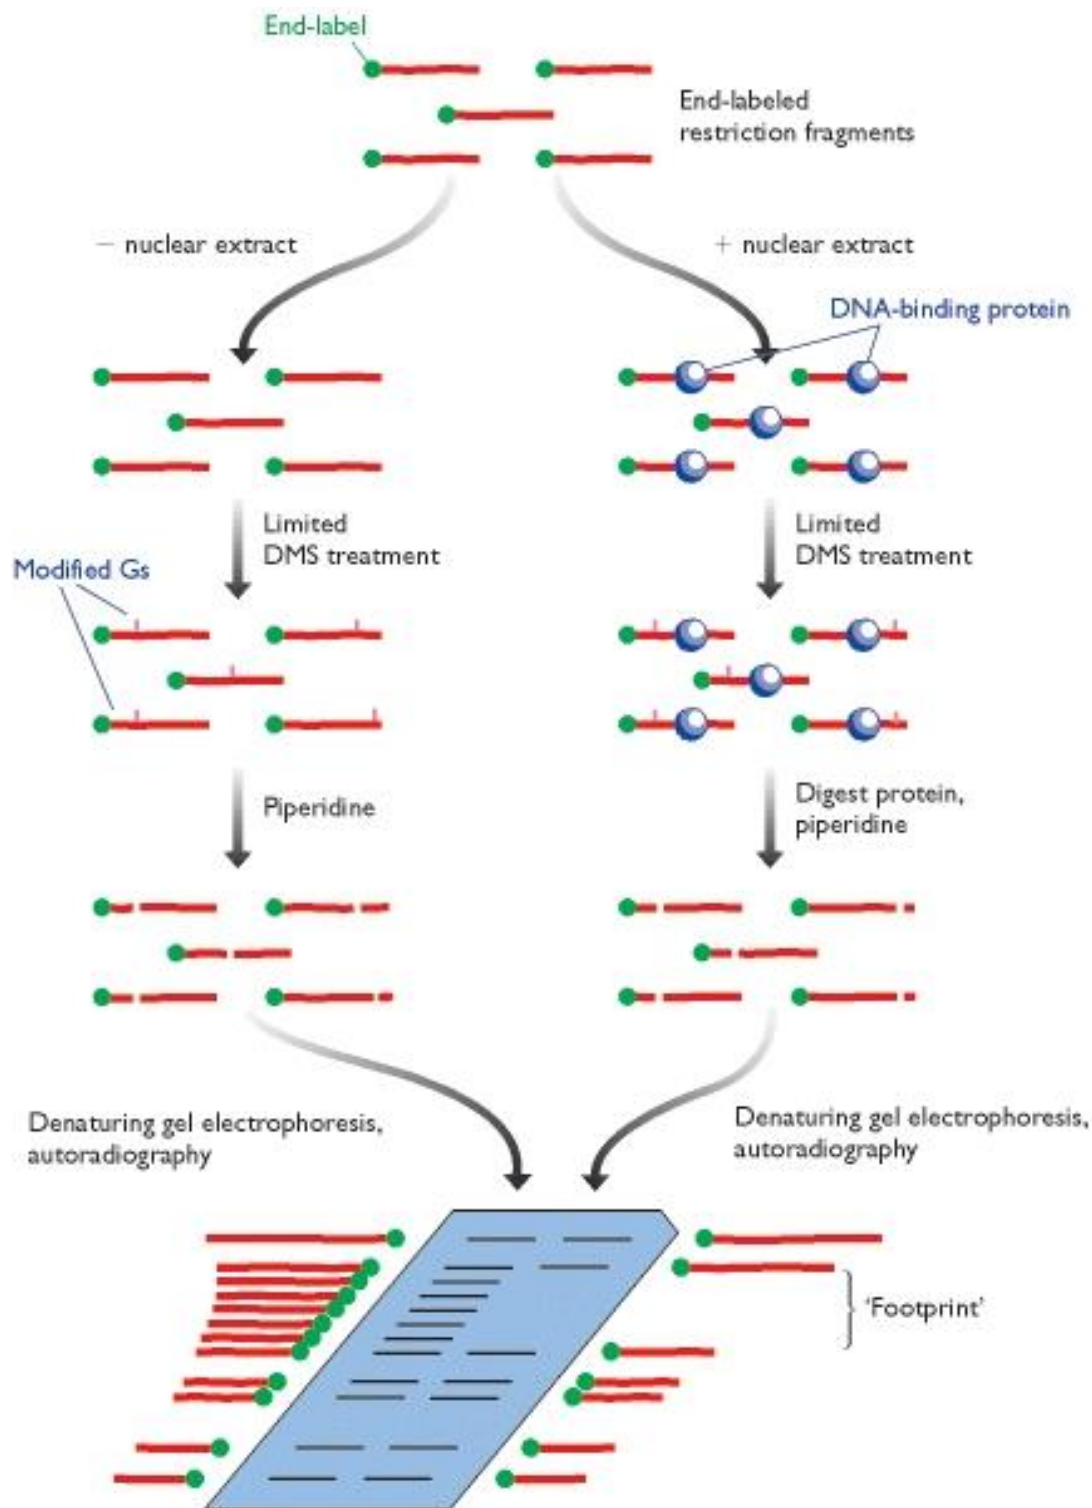 End-label
End-labeled
restriction fragments
− nuclear extract
+ nuclear extract
DNA-binding protein
Limited
DMS treatment
Limited
DMS treatment
Modified Gs
Piperidine
Digest protein,
piperidine
Denaturing gel electrophoresis,
autoradiography
Denaturing gel electrophoresis,
autoradiography
'Footprint'